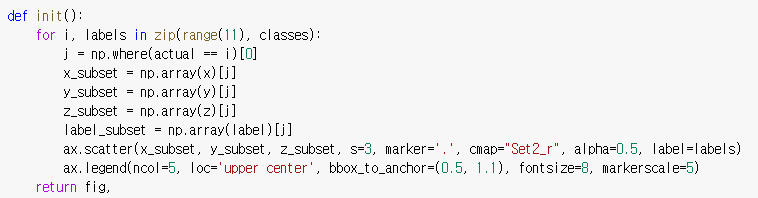 def init():
    for i, labels in zip(range(11), classes):
        j = np.where(actual == i)[0]
        x_subset = np.array(x)[j]
        y_subset = np.array(y)[j]
        z_subset = np.array(z)[j]
        label_subset = np.array(label)[j]
        ax.scatter(x_subset, y_subset, z_subset, s=3, marker='.', cmap="Set2_r", alpha=0.5, label=labels)
        ax.legend(ncol=5, loc='upper center', bbox_to_anchor=(0.5, 1.1), fontsize=8, markerscale=5)
    return fig,